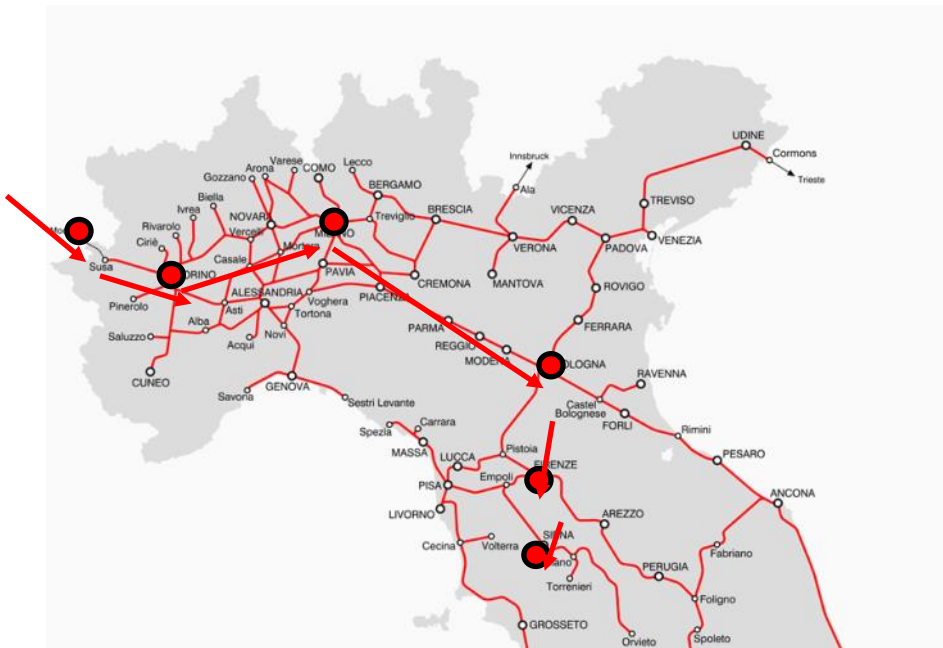 UDINE
Cormons
Trieste
Innsbruck
Ala
TREVISO
VENEZIA
PADOVA
VICENZA
VERONA
ROVIGO
FERRARA
MANTOVA
BRESCIA
BERGAMO
Lecco
COMO
Varese
Arona
Gozzano
Biella
Ivrea
Rivarolo
Ciriè
NOVARA
Vercelli
Treviglio
Mortara
Casale
Susa
Pinerolo
PAVIA
CREMONA
PIACENZA
ALESSANDRIA
Voghera
Tortona
Asti
Alba
Acqui
Novi
Saluzzo
CUNEO
GENOVA
Savona
Sestri Levante
PARMA
REGGIO
MODENA
RAVENNA
Castel
Bolognese
FORLI
Rimini
PESARO
ANCONA
Spezia
Carrara
MASSA
LUCCA
Pistoia
PISA
Empoli
FIRENZE
LIVORNO
AREZZO
Cecina
Volterra
Torrenieri
PERUGIA
Fabriano
Foligno
GROSSETO
Orvieto
Spoleto